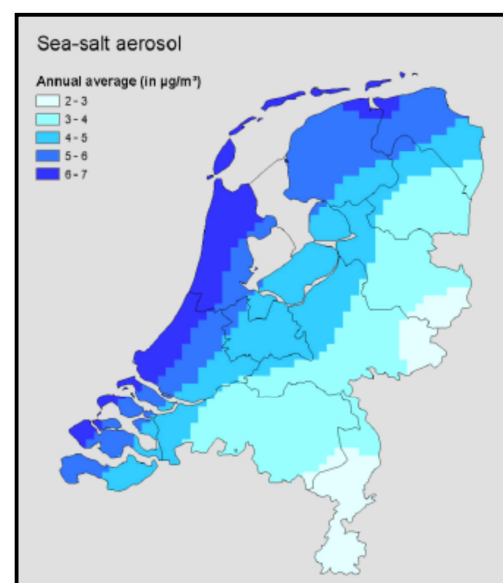 Sea-salt aerosol
Annual average (in µg/m³)
2 - 3
3 - 4
4 - 5
5 - 6
6 - 7